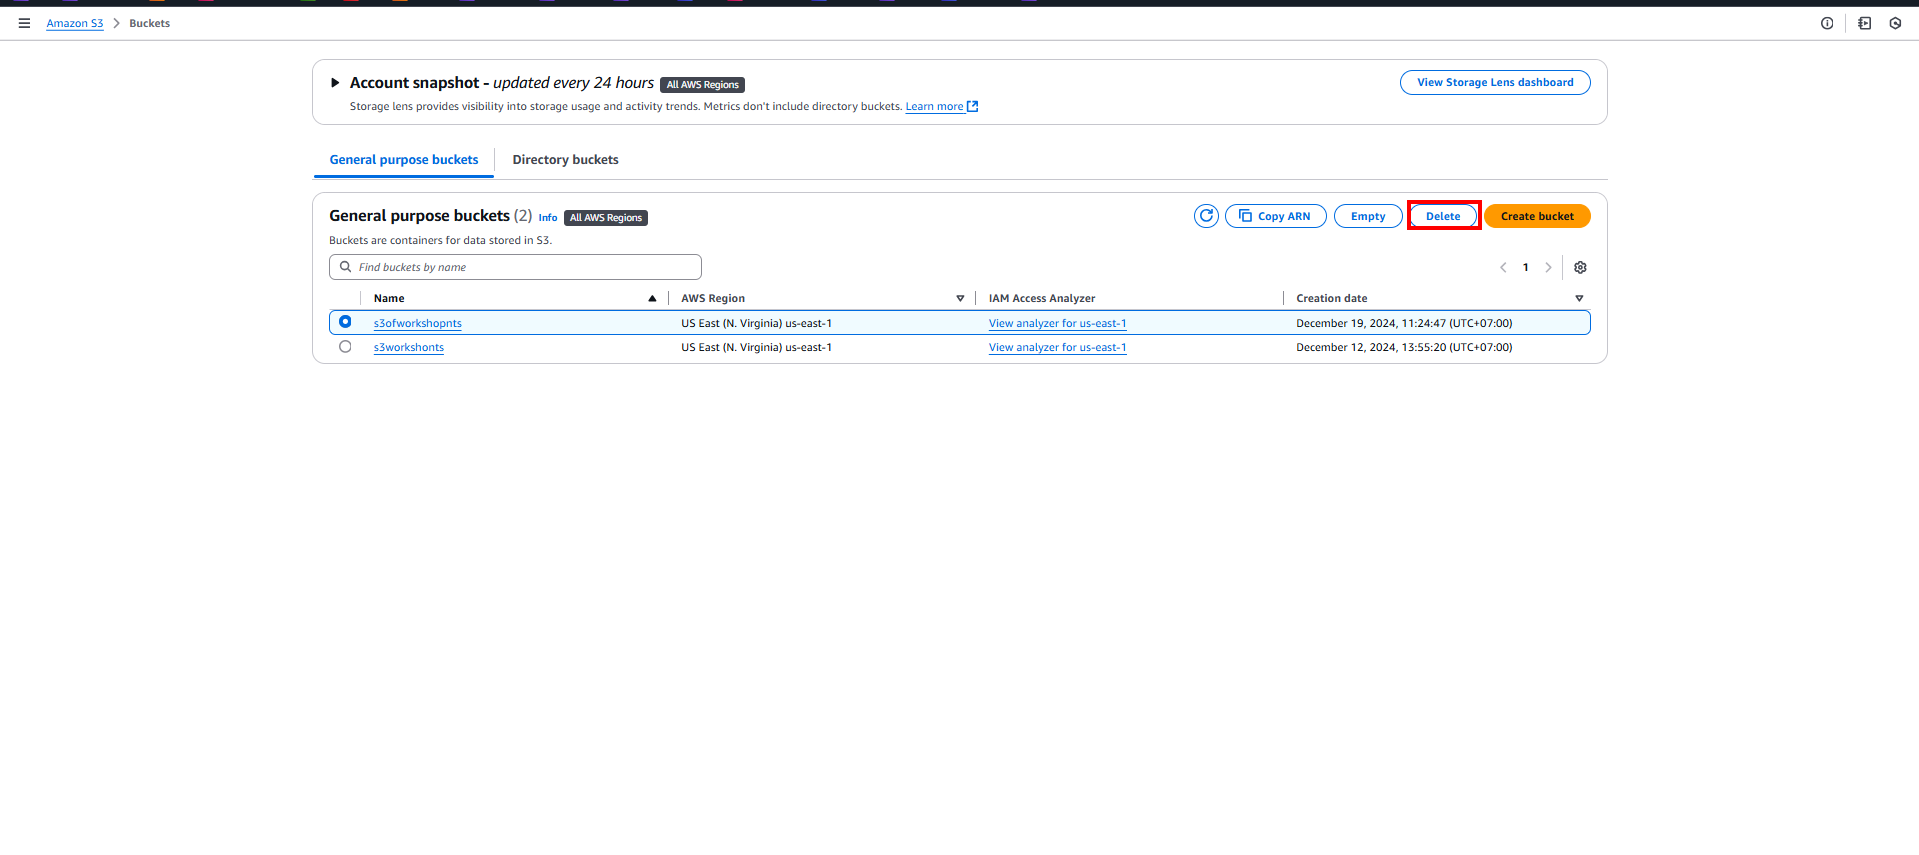 Amazon S3 > Buckets
Account snapshot - updated every 24 hours All AWS Regions
View Storage Lens dashboard
Storage lens provides visibility into storage usage and activity trends. Metrics don't include directory buckets. Learn more
General purpose buckets Directory buckets
General purpose buckets (2) Info All AWS Regions
Copy ARN Empty Delete Create bucket
Buckets are containers for data stored in S3.
Find buckets by name
1
Name AWS Region IAM Access Analyzer Creation date
s3ofworkshopnts US East (N. Virginia) us-east-1 View analyzer for us-east-1 December 19, 2024, 11:24:47 (UTC+07:00)
s3workshonts US East (N. Virginia) us-east-1 View analyzer for us-east-1 December 12, 2024, 13:55:20 (UTC+07:00)